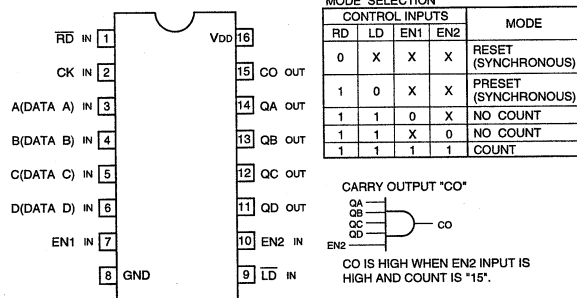 MODE SELECTION
CONTROL INPUTS MODE
RD LD EN1 EN2
0 X X X RESET (SYNCHRONOUS)
1 0 X X PRESET (SYNCHRONOUS)
1 1 0 X NO COUNT
1 1 X 0 NO COUNT
1 1 1 1 COUNT
RD IN 1
CK IN 2
A(DATA A) IN 3
B(DATA B) IN 4
C(DATA C) IN 5
D(DATA D) IN 6
EN1 IN 7
8 GND
VDD 16
15 CO OUT
14 QA OUT
13 QB OUT
12 QC OUT
11 QD OUT
10 EN2 IN
9 LD IN
CARRY OUTPUT "CO"
QA
QB
QC
QD
EN2
CO
CO IS HIGH WHEN EN2 INPUT IS
HIGH AND COUNT IS "15".